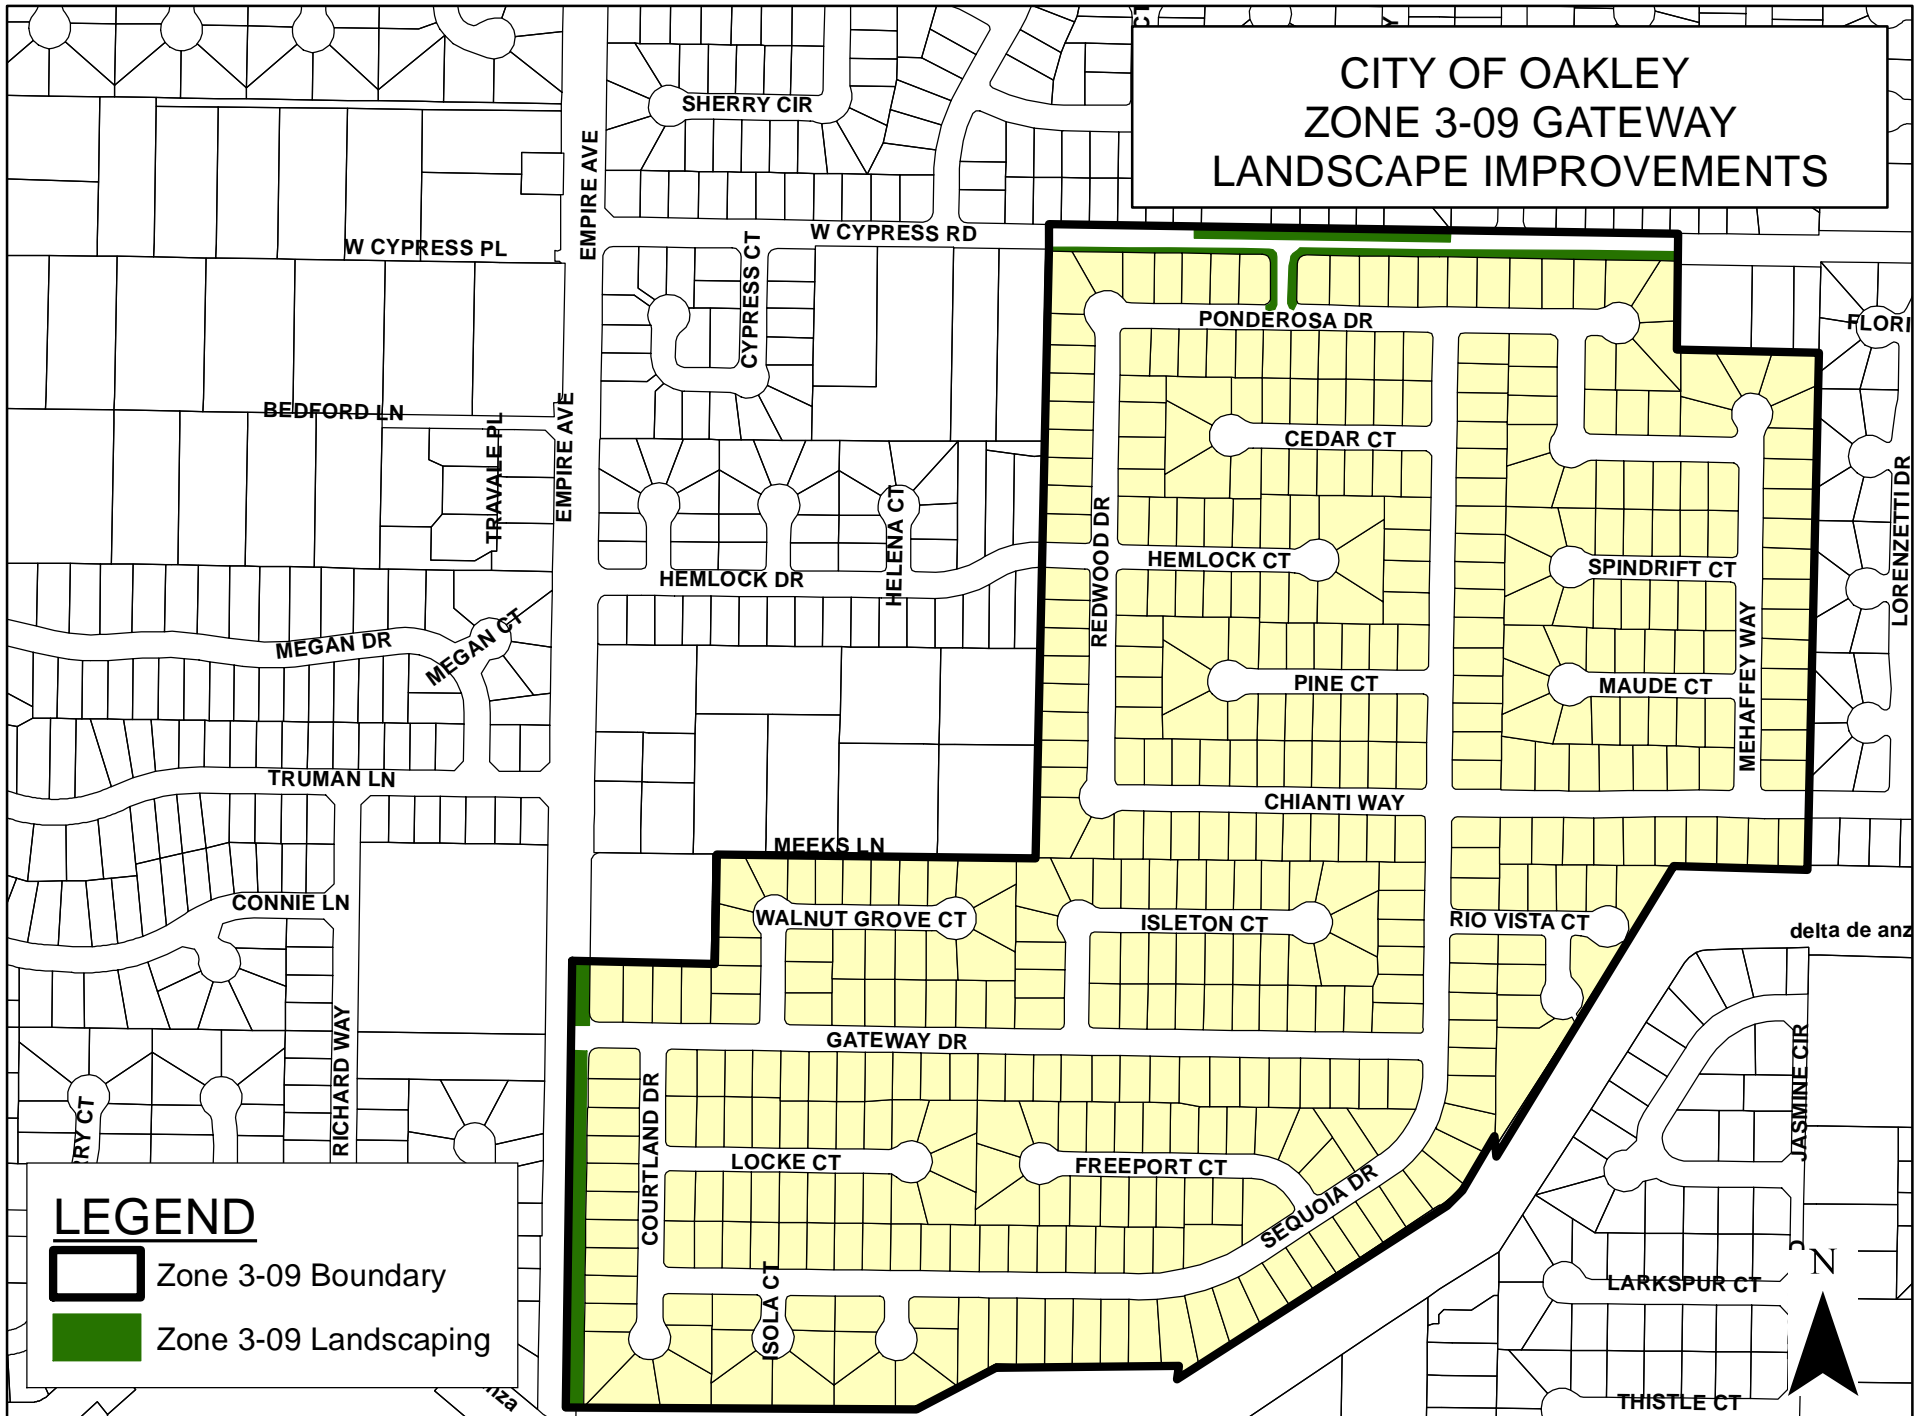 CITY OF OAKLEY
ZONE 3-09 GATEWAY
LANDSCAPE IMPROVEMENTS
CT
Y
SHERRY CIR
EMPIRE AVE
W CYPRESS RD
W CYPRESS PL
CYPRESS CT
PONDEROSA DR
FLORI
BEDFORD LN
TRAVALE PL
EMPIRE AVE
CEDAR CT
LORENZETTI DR
HELENA CT
REDWOOD DR
HEMLOCK DR
HEMLOCK CT
SPINDRIFT CT
MEGAN DR
MEGAN CT
PINE CT
MAUDE CT
MEHAFFEY WAY
TRUMAN LN
CHIANTI WAY
MEEKS LN
CONNIE LN
WALNUT GROVE CT
ISLETON CT
RIO VISTA CT
delta de anz
RICHARD WAY
GATEWAY DR
JASMINE CIR
RRY CT
COURTLAND DR
LOCKE CT
FREEPORT CT
SEQUOIA DR
ISOLA CT
LARKSPUR CT
THISTLE CT
N
LEGEND
Zone 3-09 Boundary
Zone 3-09 Landscaping
nza